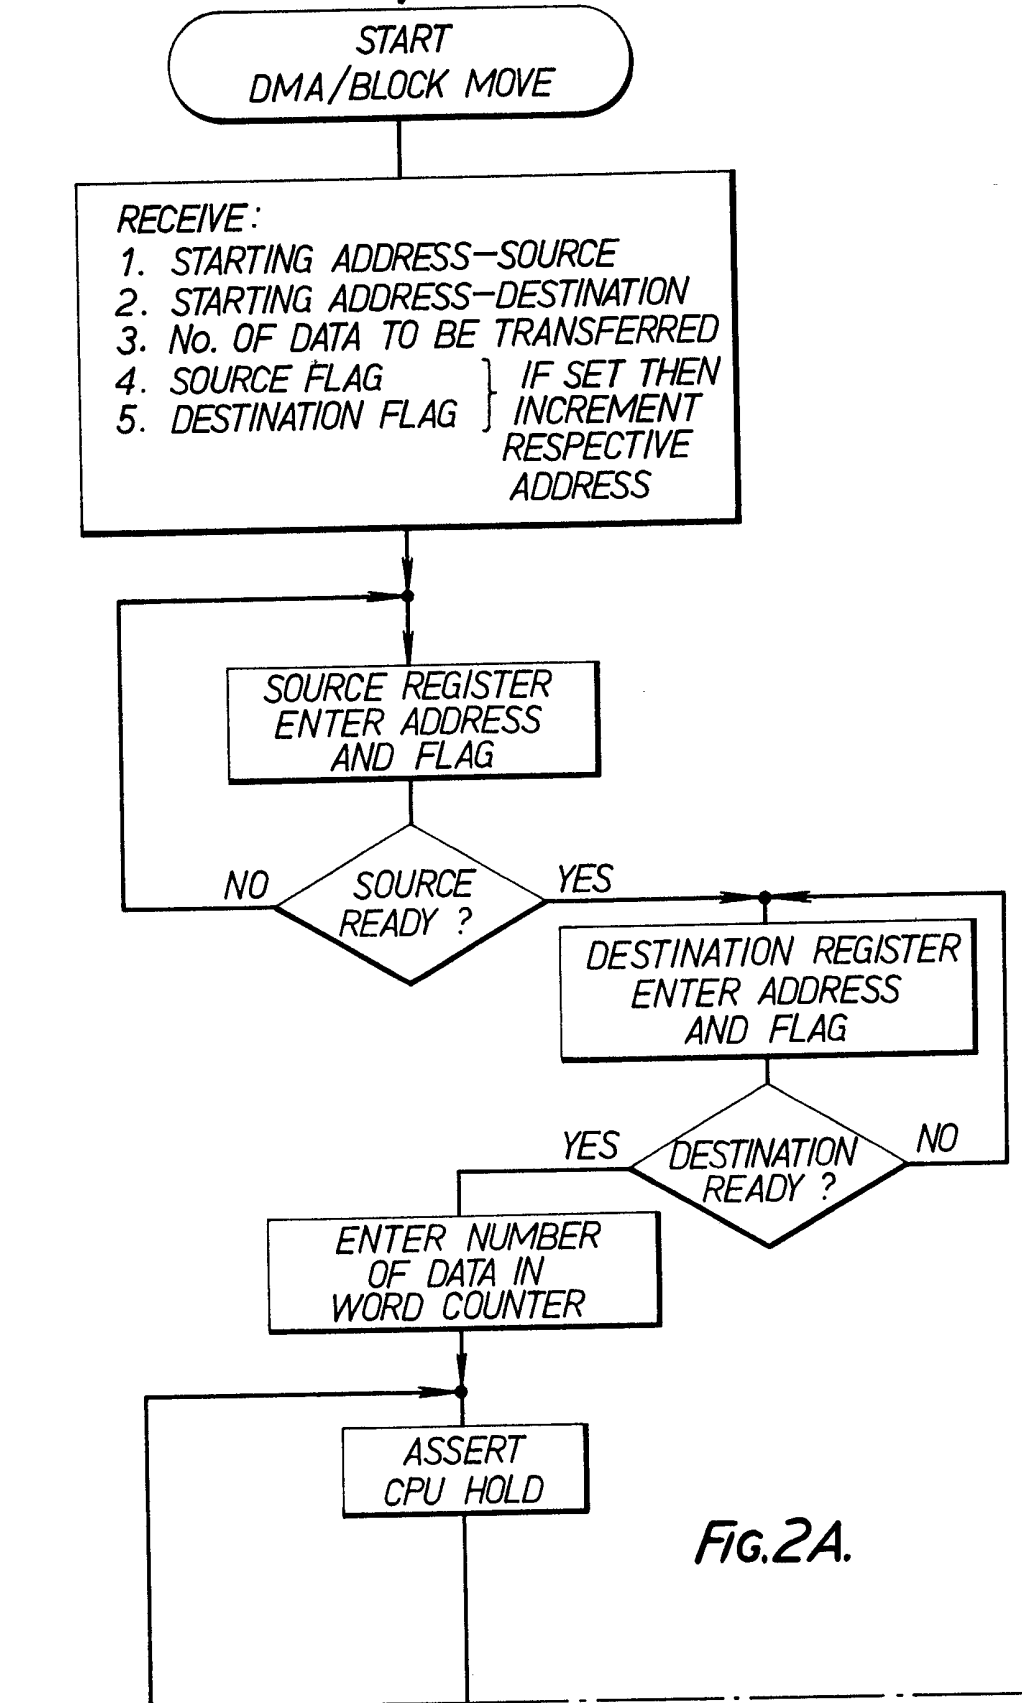 START
DMA/BLOCK MOVE
RECEIVE:
1. STARTING ADDRESS-SOURCE
2. STARTING ADDRESS-DESTINATION
3. No. OF DATA TO BE TRANSFERRED
4. SOURCE FLAG
5. DESTINATION FLAG
IF SET THEN
INCREMENT
RESPECTIVE
ADDRESS
SOURCE REGISTER
ENTER ADDRESS
AND FLAG
NO
SOURCE
READY ?
YES
DESTINATION REGISTER
ENTER ADDRESS
AND FLAG
YES
DESTINATION
READY ?
NO
ENTER NUMBER
OF DATA IN
WORD COUNTER
ASSERT
CPU HOLD
FIG.2A.